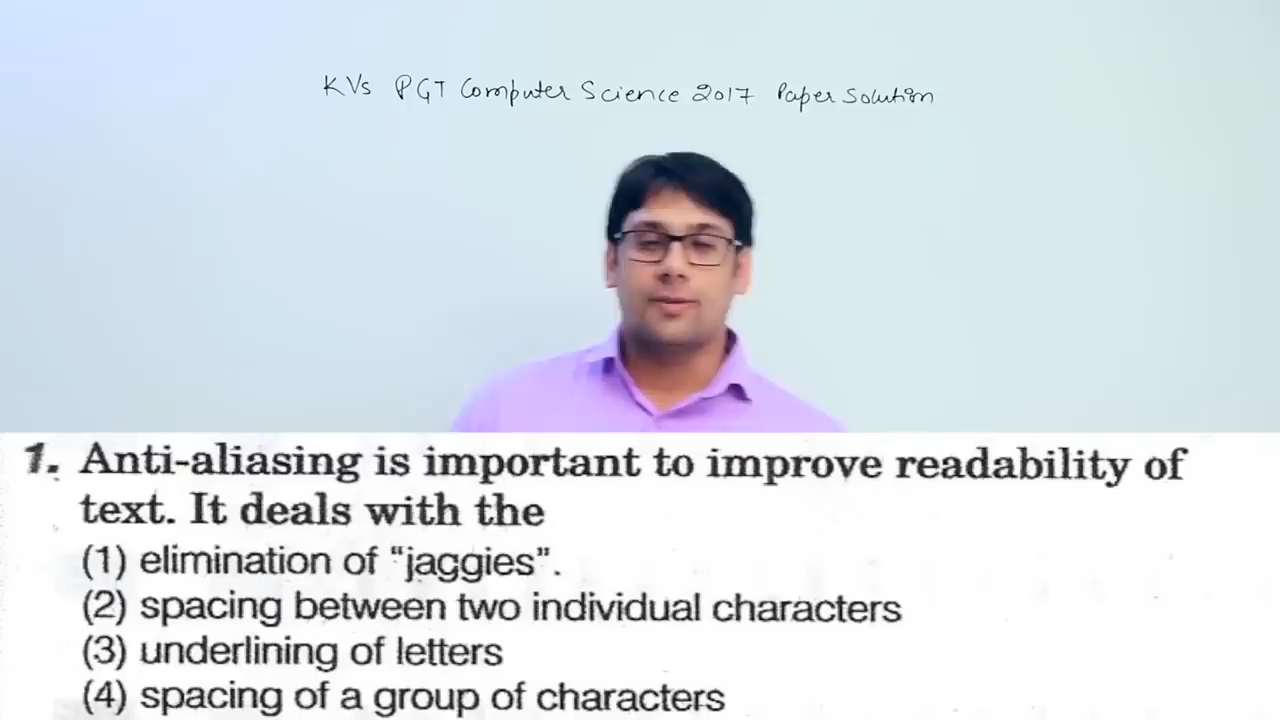 KVs PGT Computer Science 2017 Paper Solution
1. Anti-aliasing is important to improve readability of
text. It deals with the
(1) elimination of “jaggies”.
(2) spacing between two individual characters
(3) underlining of letters
(4) spacing of a group of characters